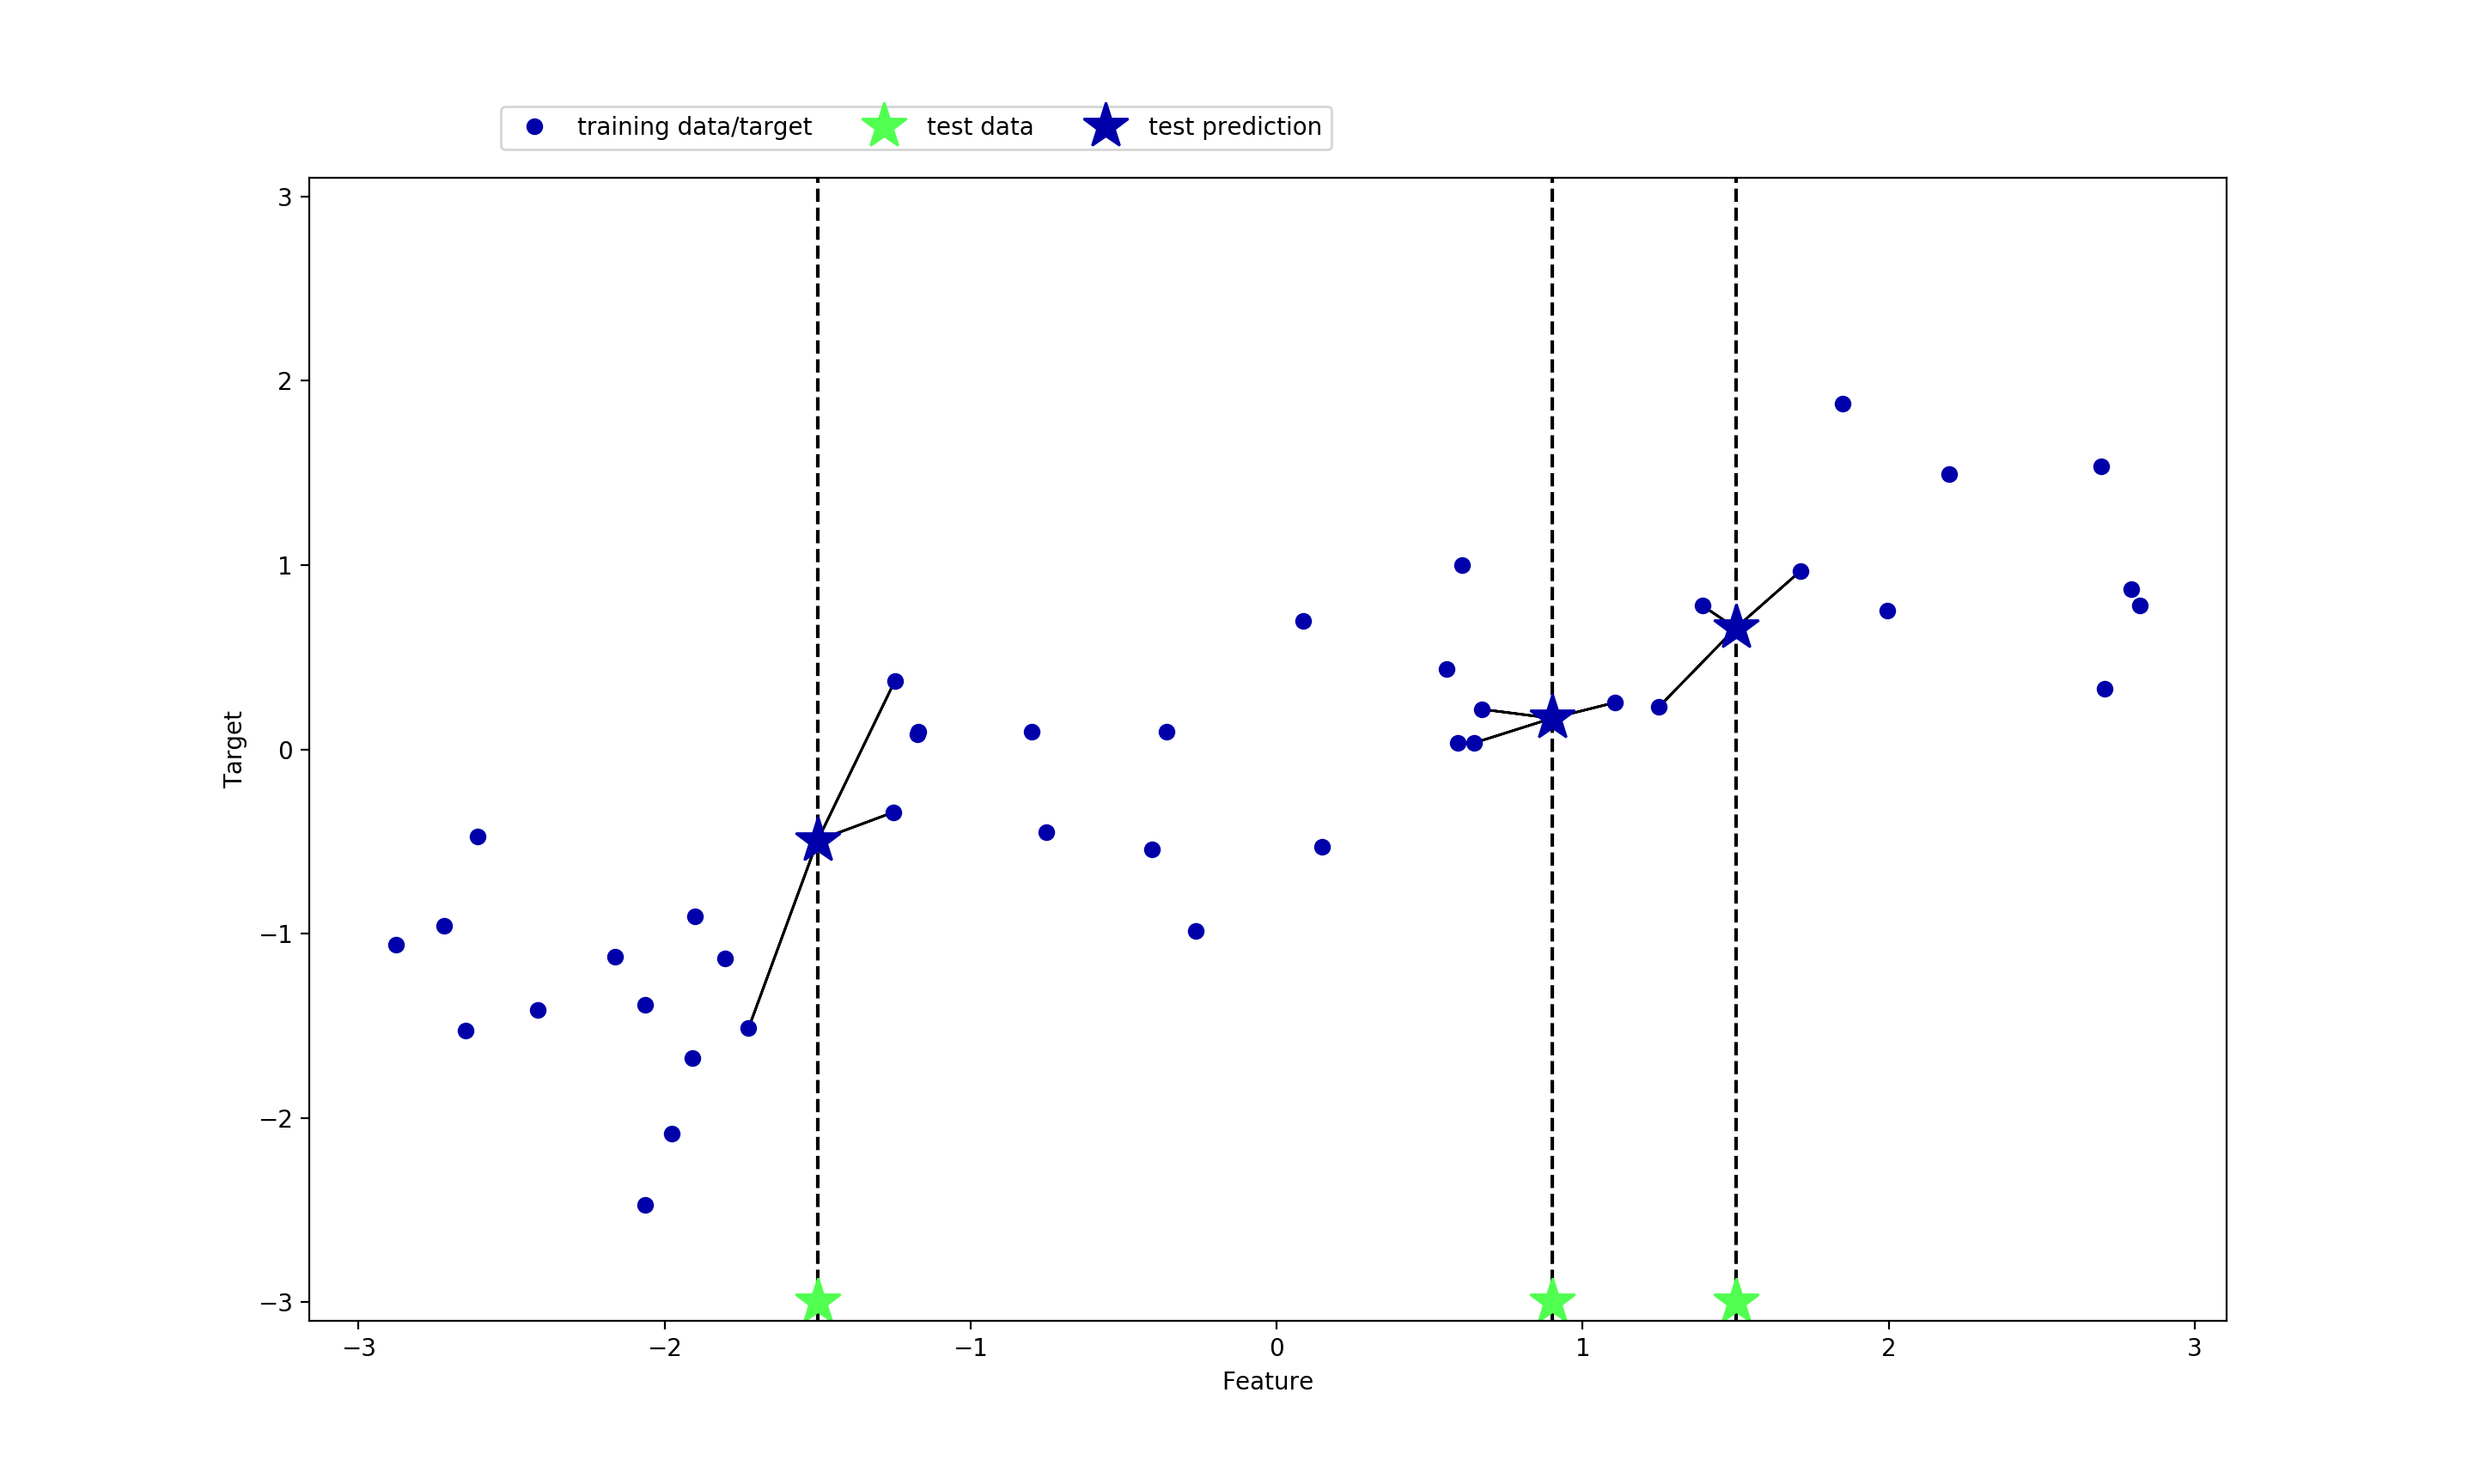 training data/target test data test prediction
3
2
1
0
−1
−2
−3
Target
−3 −2 −1 0 1 2 3
Feature